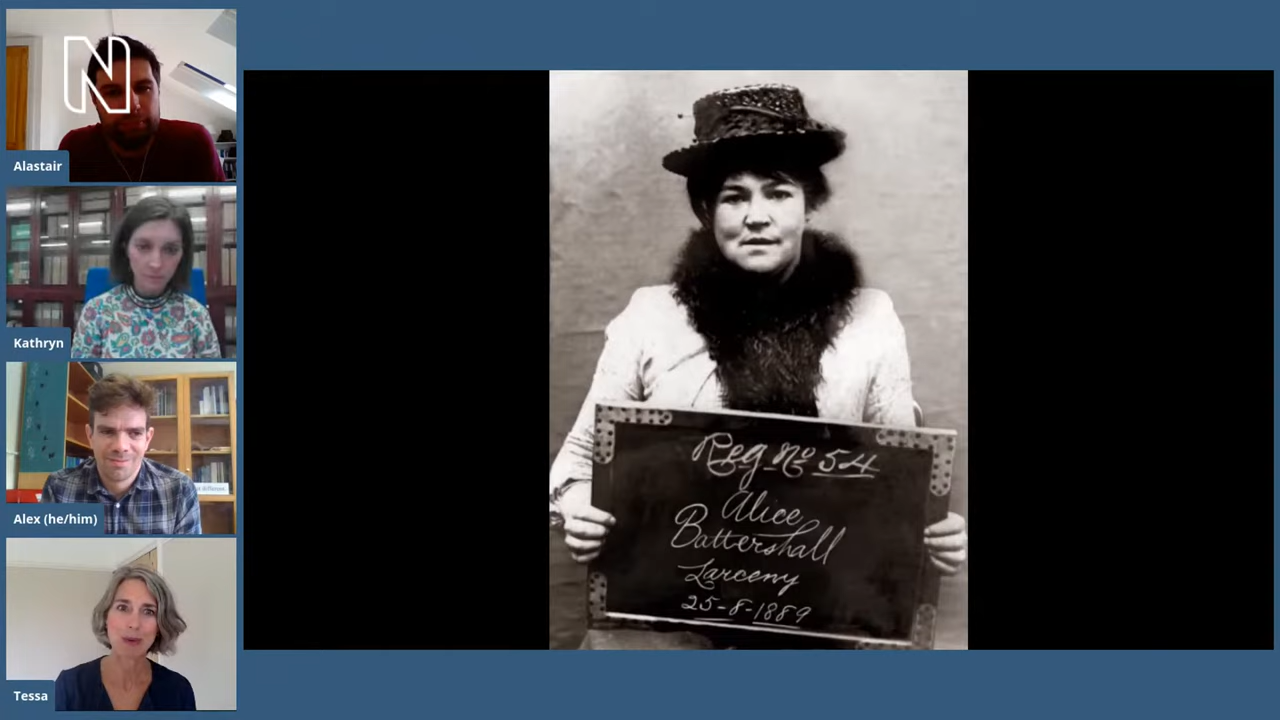 N
Alastair
Kathryn
Alex (he/him)
Tessa
Reg no 54
Alice
Battershall
Larceny
25-8-1889